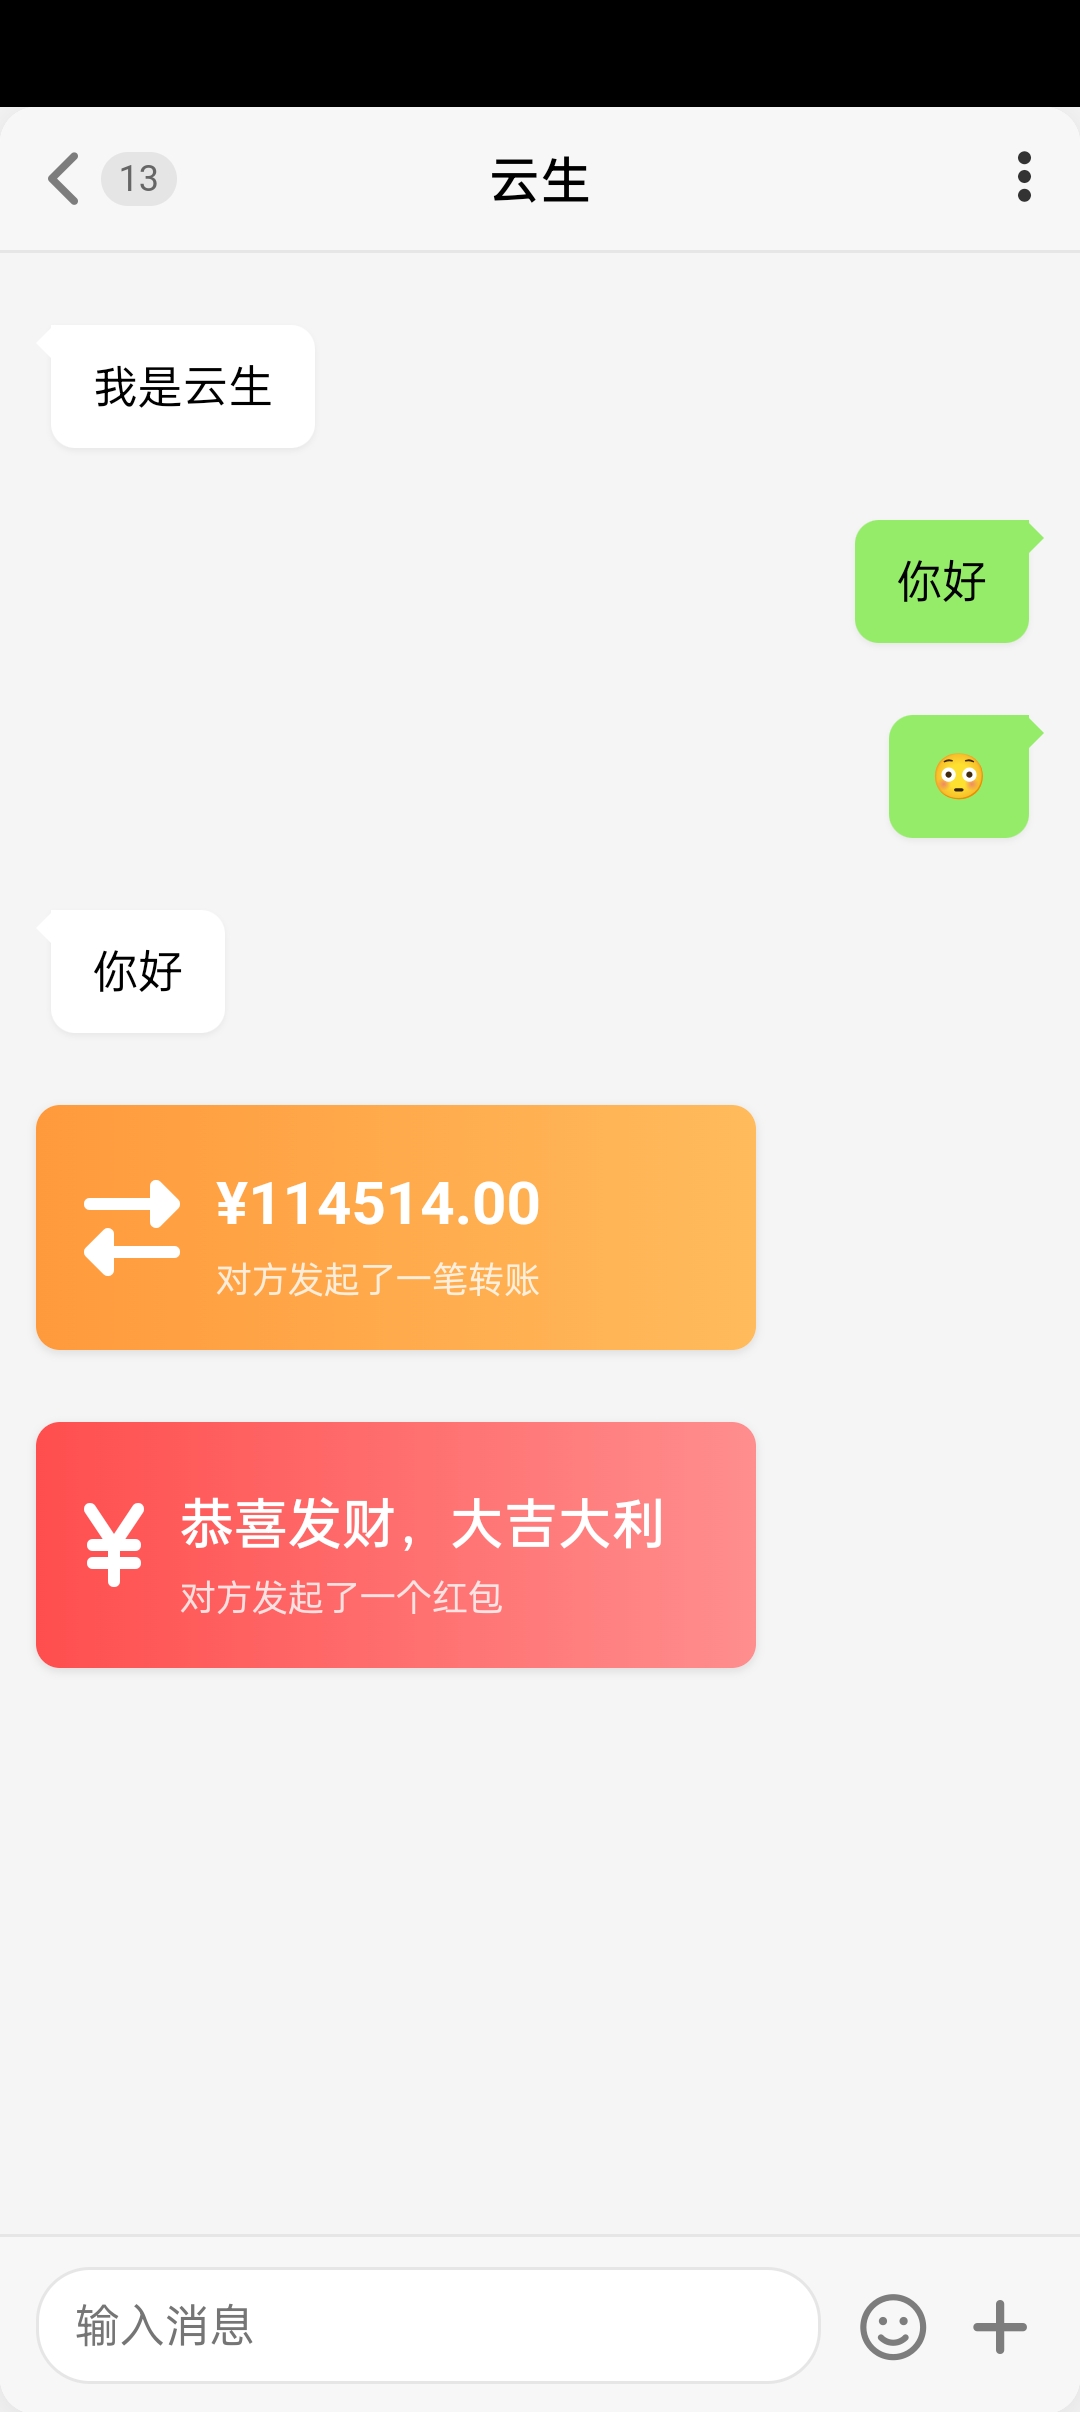 13
云生
我是云生
你好
😳
你好
¥114514.00
对方发起了一笔转账
恭喜发财，大吉大利
对方发起了一个红包
输入消息